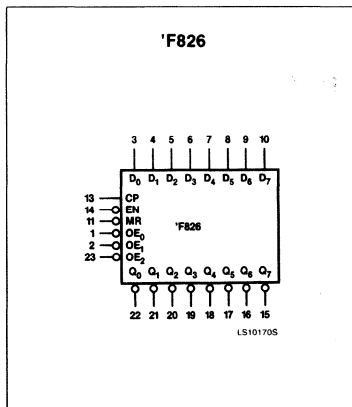 'F826
3 4 5 6 7 8 9 10
D0 D1 D2 D3 D4 D5 D6 D7
13 CP
14 EN
11 MR
1 OE0
'F826
2 OE1
23 OE2
Q0 Q1 Q2 Q3 Q4 Q5 Q6 Q7
22 21 20 19 18 17 16 15
LS10170S